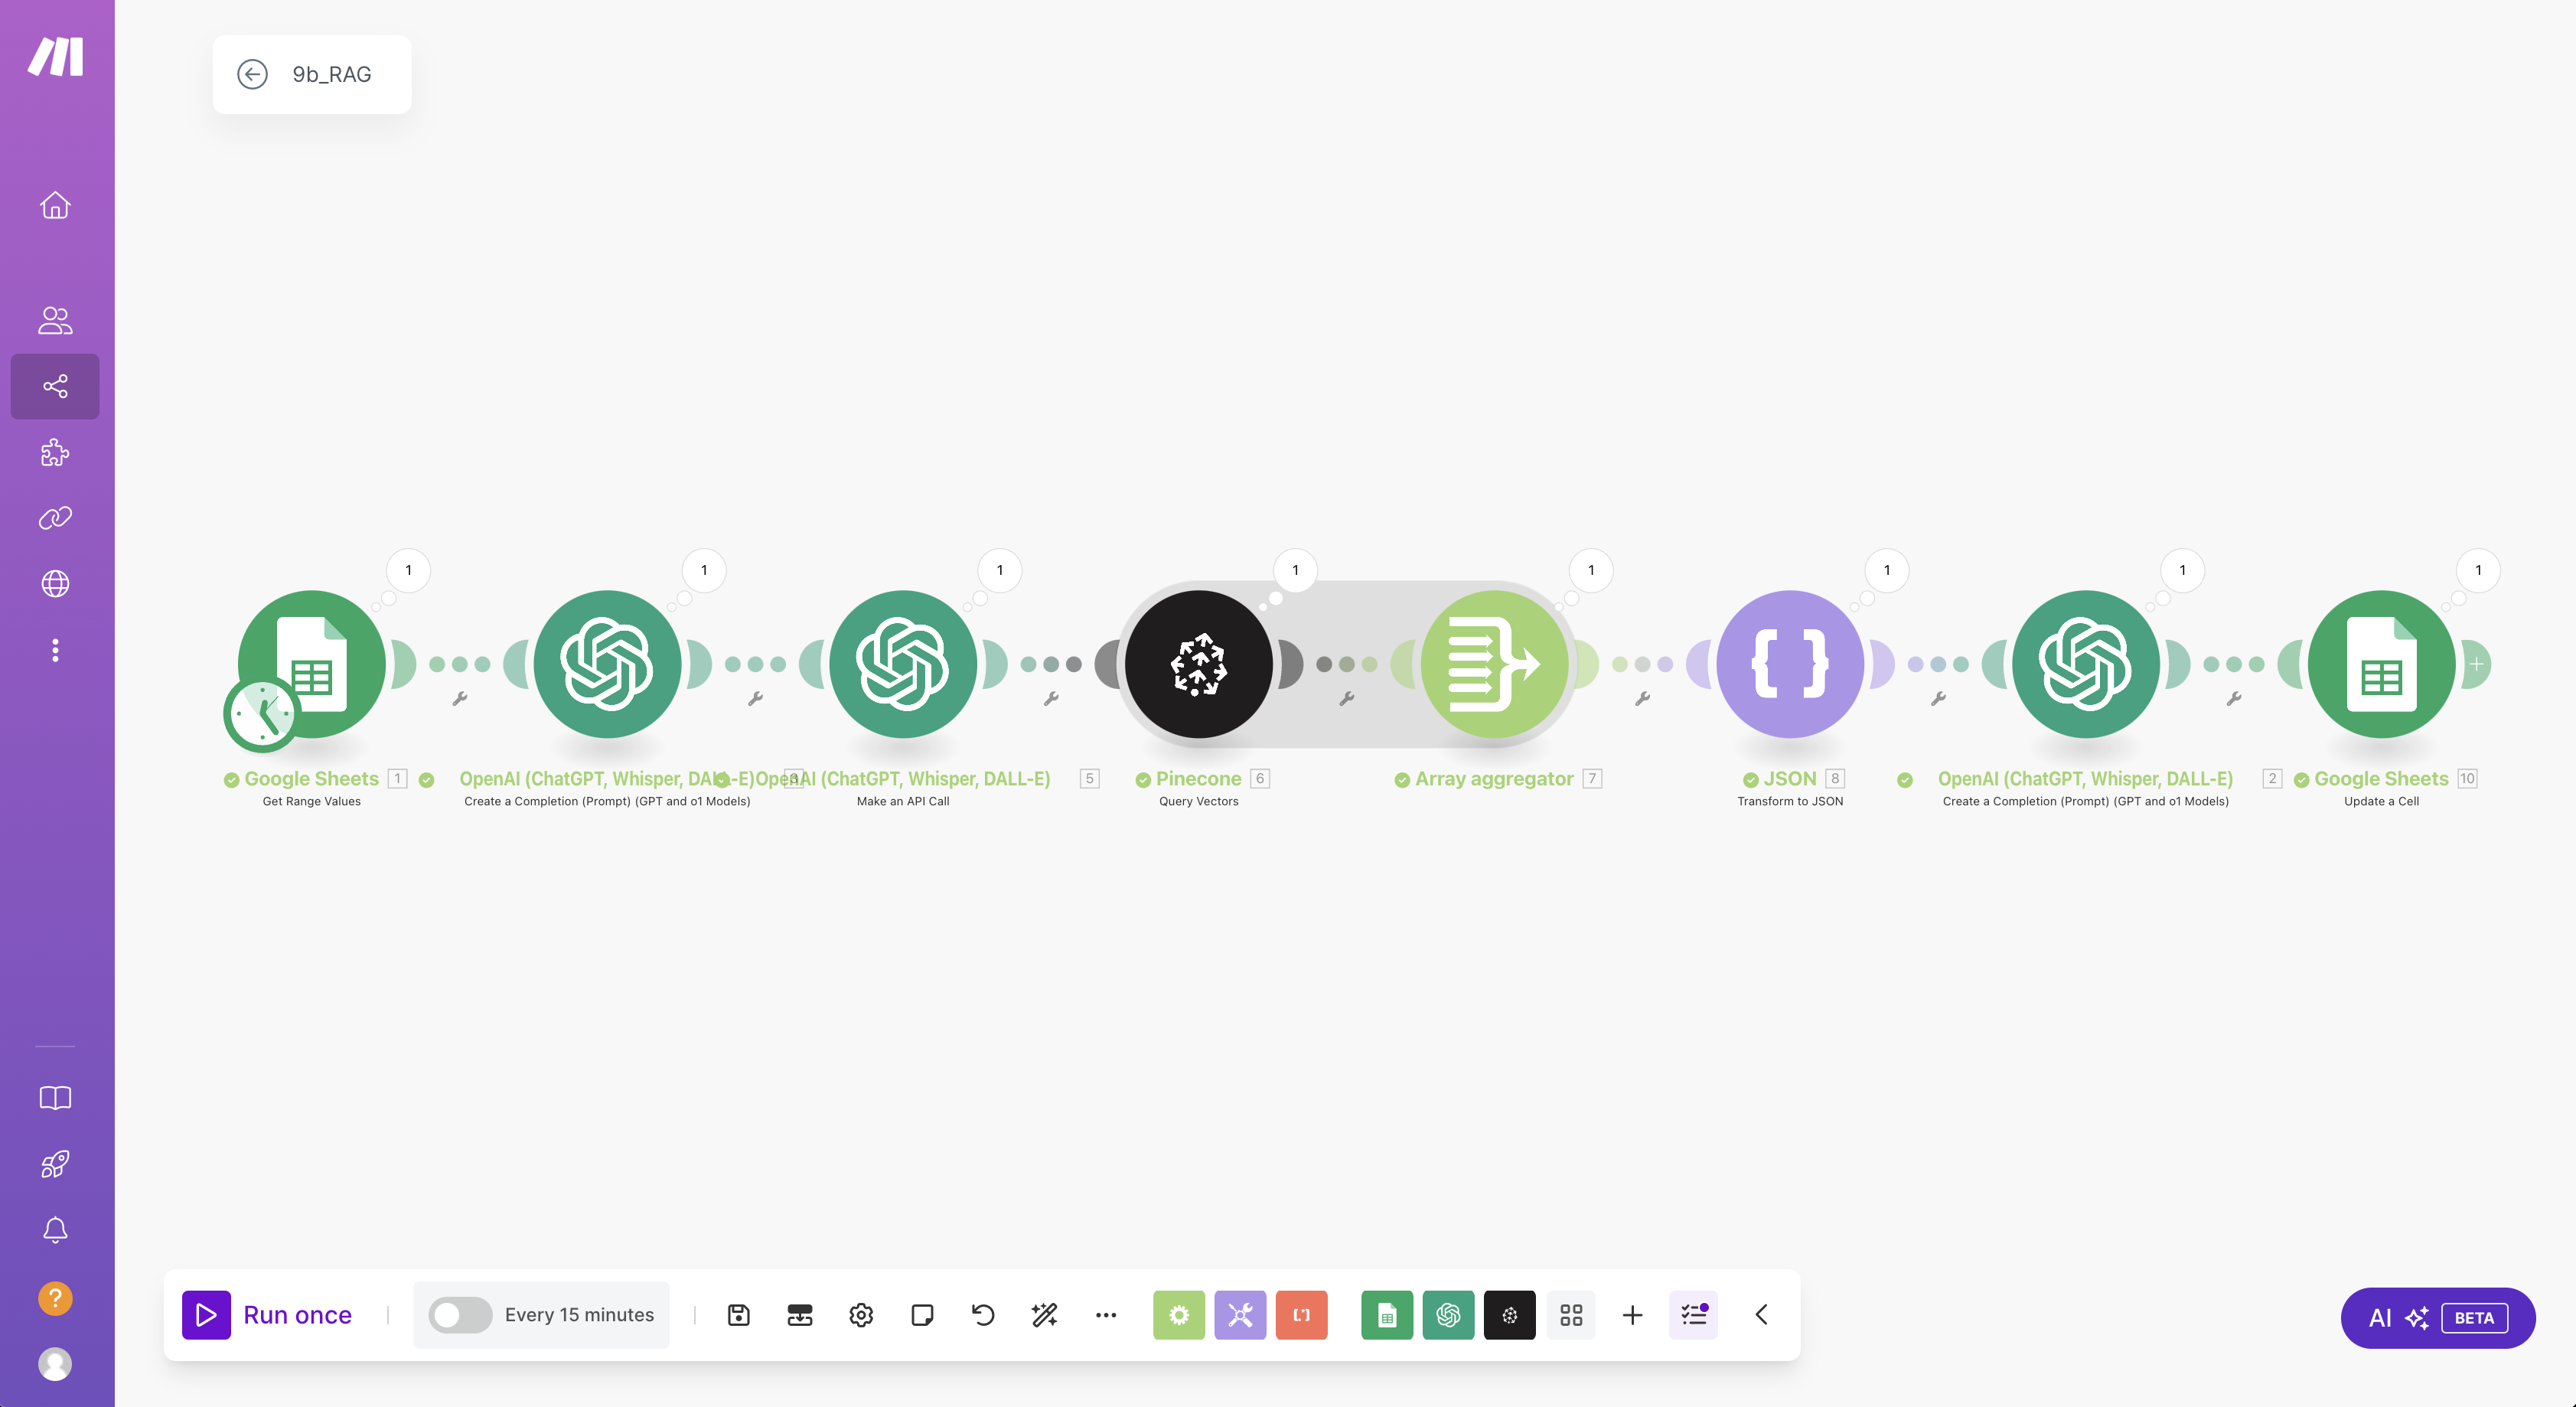 9b_RAG
1
1
1
1
1
1
1
1
Google Sheets 1
Get Range Values
OpenAI (ChatGPT, Whisper, DALL-E)
Create a Completion (Prompt) (GPT and o1 Models)
OpenAI (ChatGPT, Whisper, DALL-E) 5
Make an API Call
Pinecone 6
Query Vectors
Array aggregator 7
JSON 8
Transform to JSON
OpenAI (ChatGPT, Whisper, DALL-E) 2
Create a Completion (Prompt) (GPT and o1 Models)
Google Sheets 10
Update a Cell
Run once
Every 15 minutes
?
AI BETA